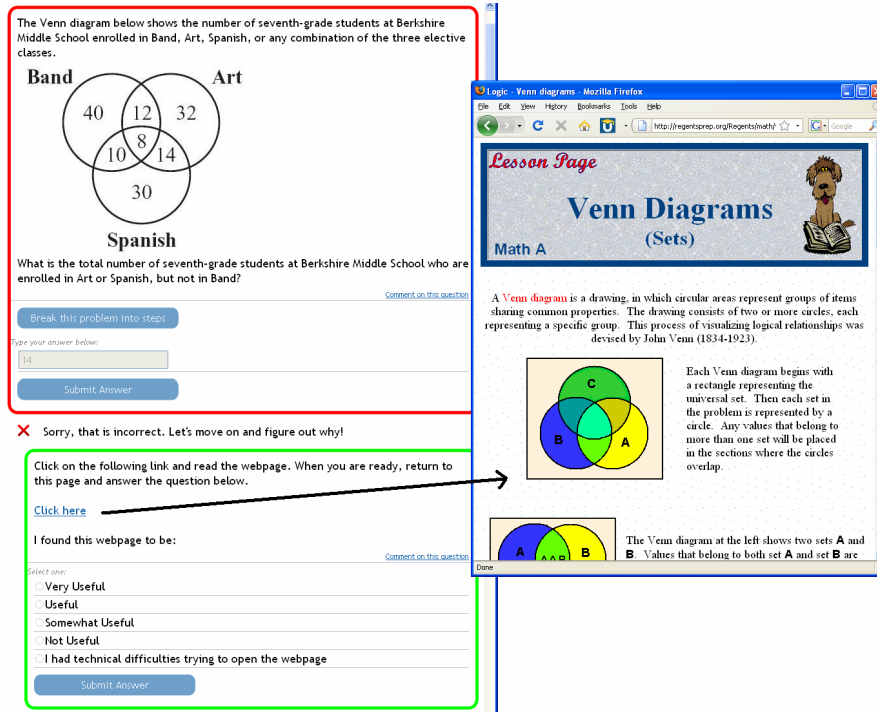 The Venn diagram below shows the number of seventh-grade students at Berkshire
Middle School enrolled in Band, Art, Spanish, or any combination of the three elective
classes.
Band
Art
40
12
32
8
10
14
30
Spanish
What is the total number of seventh-grade students at Berkshire Middle School who are
enrolled in Art or Spanish, but not in Band?
Comment on this question
Break this problem into steps
Type your answer below:
14
Submit Answer
Sorry, that is incorrect. Let's move on and figure out why!
Click on the following link and read the webpage. When you are ready, return to
this page and answer the question below.
Click here
I found this webpage to be:
Comment on this question
Select one:
Very Useful
Useful
Somewhat Useful
Not Useful
I had technical difficulties trying to open the webpage
Submit Answer
Logic - Venn diagrams - Mozilla Firefox
File Edit View History Bookmarks Tools Help
http://regentsprep.org/Regents/math/
G Google
Lesson Page
Venn Diagrams
(Sets)
Math A
A Venn diagram is a drawing, in which circular areas represent groups of items
sharing common properties. The drawing consists of two or more circles, each
representing a specific group. This process of visualizing logical relationships was
devised by John Venn (1834-1923).
C
B
A
Each Venn diagram begins with
a rectangle representing the
universal set. Then each set in
the problem is represented by a
circle. Any values that belong to
more than one set will be placed
in the sections where the circles
overlap.
A
B
The Venn diagram at the left shows two sets A and
B. Values that belong to both set A and set B are
Done